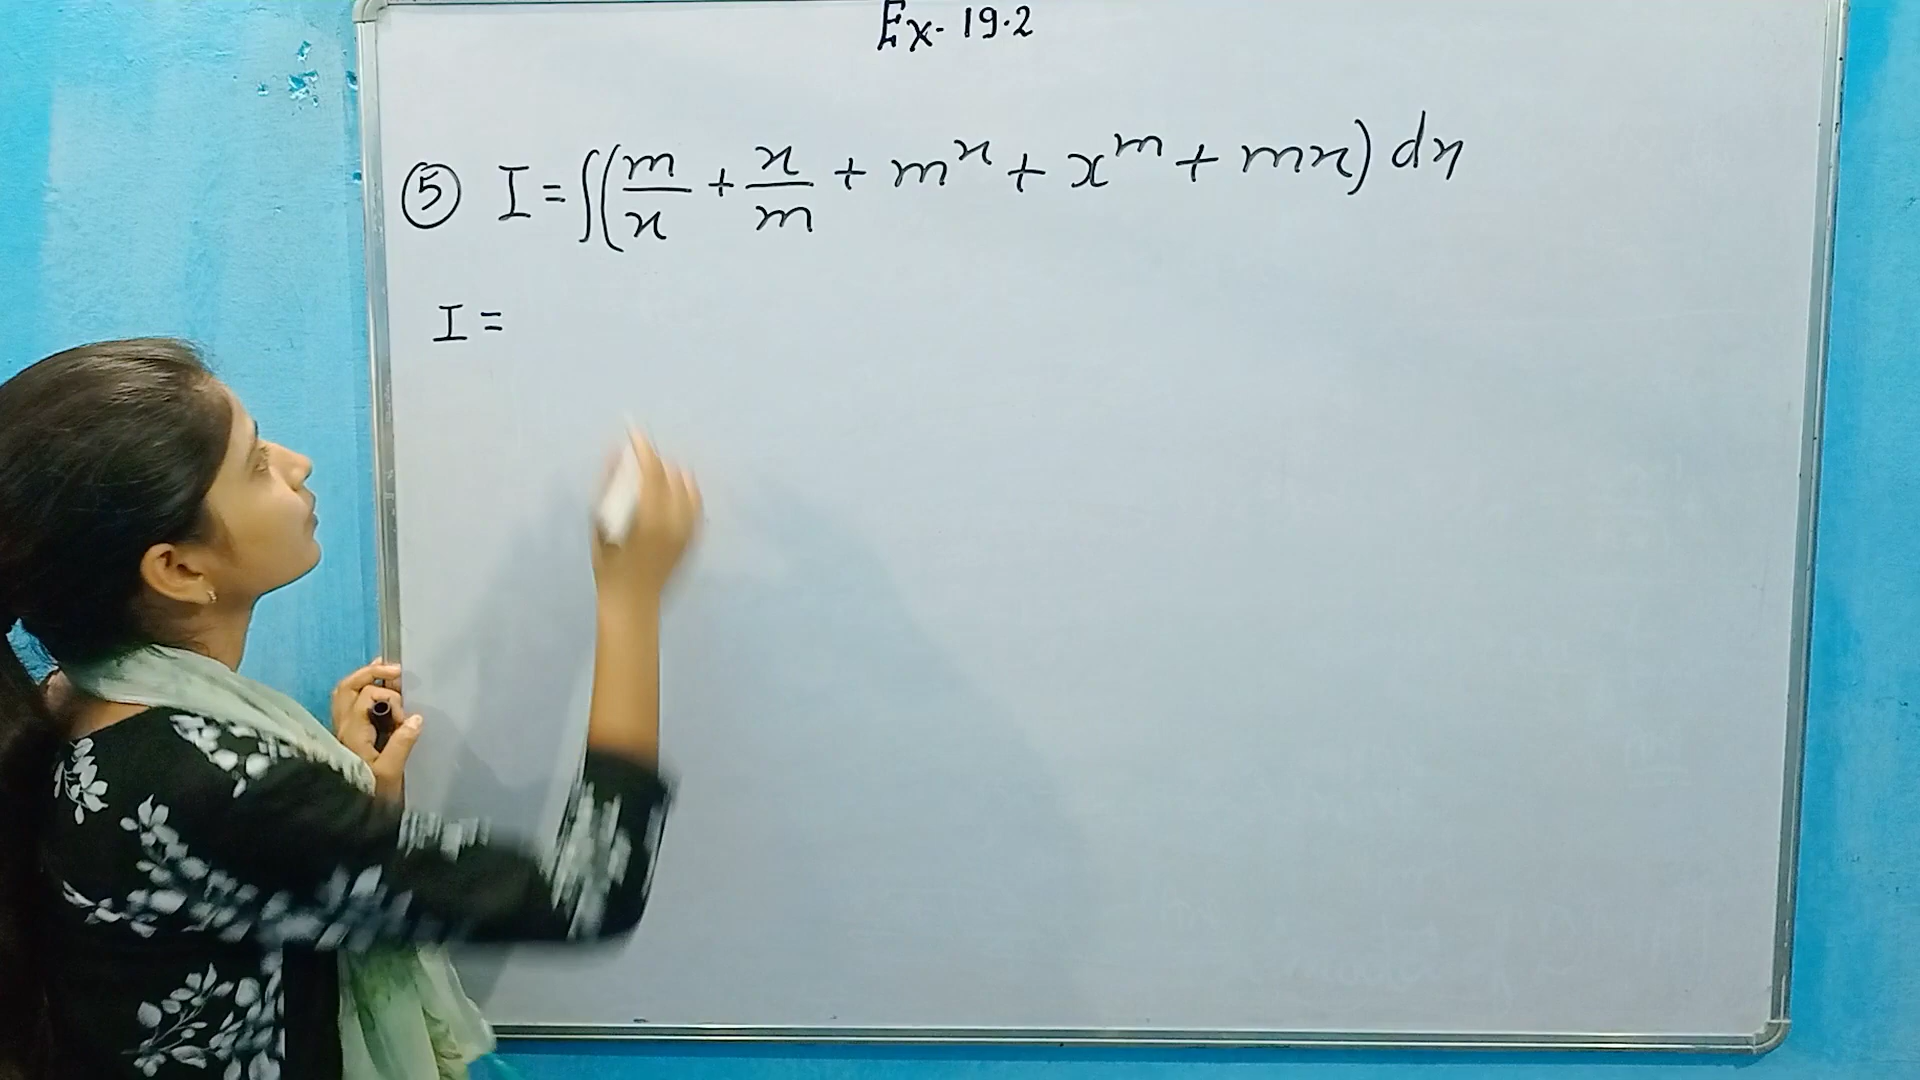 Ex- 19.2
⑤ I = ∫(m/x + x/m + m^x + x^m + mx) dx
I =